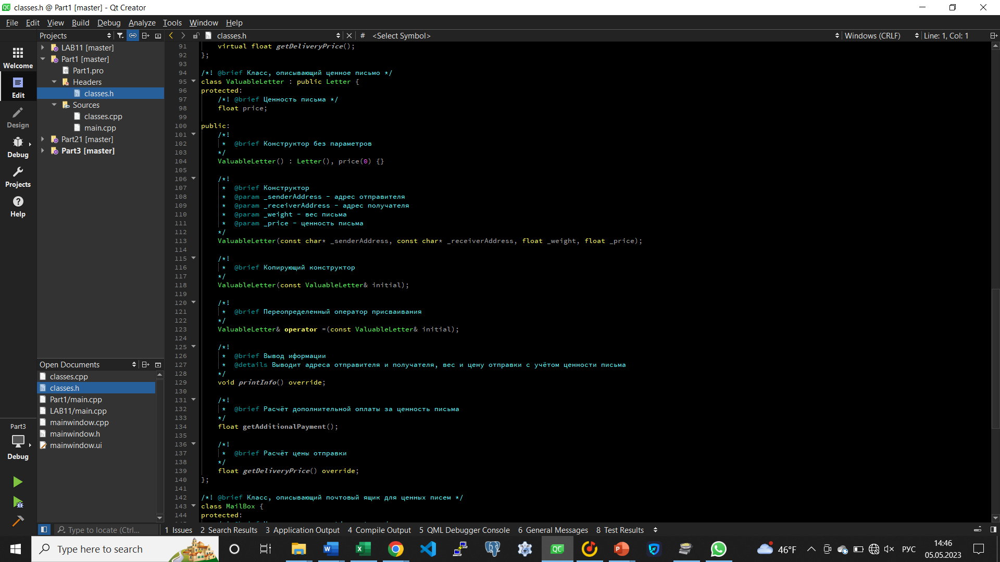 classes.h @ Part1 [master] - Qt Creator
File Edit View Build Debug Analyze Tools Window Help
Projects
classes.h
# <Select Symbol>
Windows (CRLF)
Line: 1, Col: 1
Welcome
Edit
Design
Debug
Projects
Help
LAB11 [master]
Part1 [master]
Part1.pro
Headers
classes.h
Sources
classes.cpp
main.cpp
Part21 [master]
Part3 [master]
Open Documents
classes.cpp
classes.h
Part1/main.cpp
LAB11/main.cpp
mainwindow.cpp
mainwindow.h
mainwindow.ui
Part3
Debug
91 virtual float getDeliveryPrice();
92 };
93
94 /*! @brief Класс, описывающий ценное письмо */
95 class ValuableLetter : public Letter {
96 protected:
97 /*! @brief Ценность письма */
98 float price;
99
100 public:
101 /*!
102 * @brief Конструктор без параметров
103 */
104 ValuableLetter() : Letter(), price(0) {}
105
106 /*!
107 * @brief Конструктор
108 * @param _senderAddress - адрес отправителя
109 * @param _receiverAddress - адрес получателя
110 * @param _weight - вес письма
111 * @param _price - ценность письма
112 */
113 ValuableLetter(const char* _senderAddress, const char* _receiverAddress, float _weight, float _price);
114
115 /*!
116 * @brief Копирующий конструктор
117 */
118 ValuableLetter(const ValuableLetter& initial);
119
120 /*!
121 * @brief Переопределенный оператор присваивания
122 */
123 ValuableLetter& operator =(const ValuableLetter& initial);
124
125 /*!
126 * @brief Вывод иформации
127 * @details Выводит адреса отправителя и получателя, вес и цену отправки с учётом ценности письма
128 */
129 void printInfo() override;
130
131 /*!
132 * @brief Расчёт дополнительной оплаты за ценность письма
133 */
134 float getAdditionalPayment();
135
136 /*!
137 * @brief Расчёт цены отправки
138 */
139 float getDeliveryPrice() override;
140 };
141
142 /*! @brief Класс, описывающий почтовый ящик для ценных писем */
143 class MailBox {
144 protected:
Type to locate (Ctrl...
1 Issues 2 Search Results 3 Application Output 4 Compile Output 5 QML Debugger Console 6 General Messages 8 Test Results
Type here to search
46°F
РУС
14:46
05.05.2023